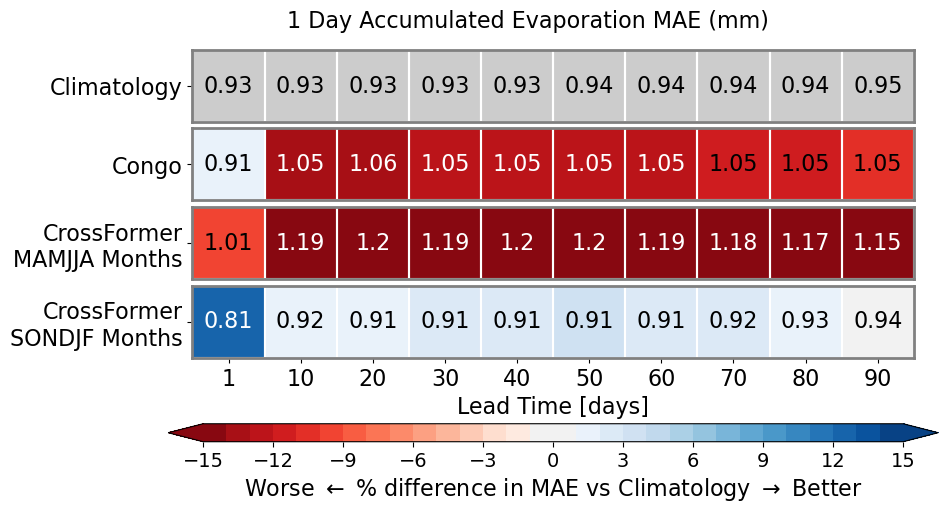 1 Day Accumulated Evaporation MAE (mm)
Climatology 0.93 0.93 0.93 0.93 0.93 0.94 0.94 0.94 0.94 0.95
Congo 0.91 1.05 1.06 1.05 1.05 1.05 1.05 1.05 1.05 1.05
CrossFormer
MAMJJA Months 1.01 1.19 1.2 1.19 1.2 1.2 1.19 1.18 1.17 1.15
CrossFormer
SONDJF Months 0.81 0.92 0.91 0.91 0.91 0.91 0.91 0.92 0.93 0.94
1 10 20 30 40 50 60 70 80 90
Lead Time [days]
−15 −12 −9 −6 −3 0 3 6 9 12 15
Worse ← % difference in MAE vs Climatology → Better